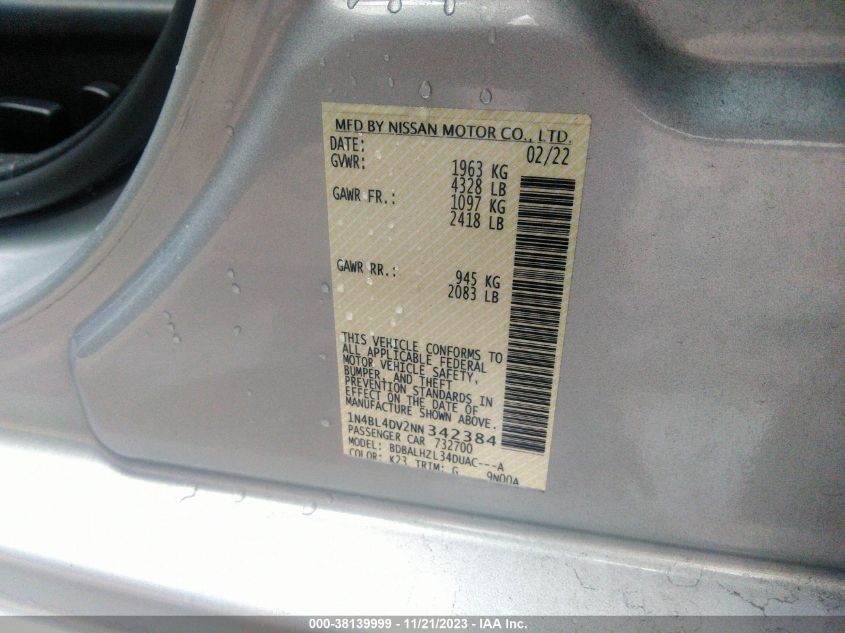 MFD BY NISSAN MOTOR CO., LTD.
DATE: 02/22
GVWR: 1963 KG
4328 LB
GAWR FR.: 1097 KG
2418 LB
GAWR RR.: 945 KG
2083 LB
THIS VEHICLE CONFORMS TO
ALL APPLICABLE FEDERAL
MOTOR VEHICLE SAFETY,
BUMPER, AND THEFT
PREVENTION STANDARDS IN
EFFECT ON THE DATE OF
MANUFACTURE SHOWN ABOVE.
1N4BL4DV2NN342384
PASSENGER CAR 732700
MODEL: BDBALHZL34DUAC---A
COLOR: K23 TRIM: G 9N00A
000-38139999 - 11/21/2023 - IAA Inc.